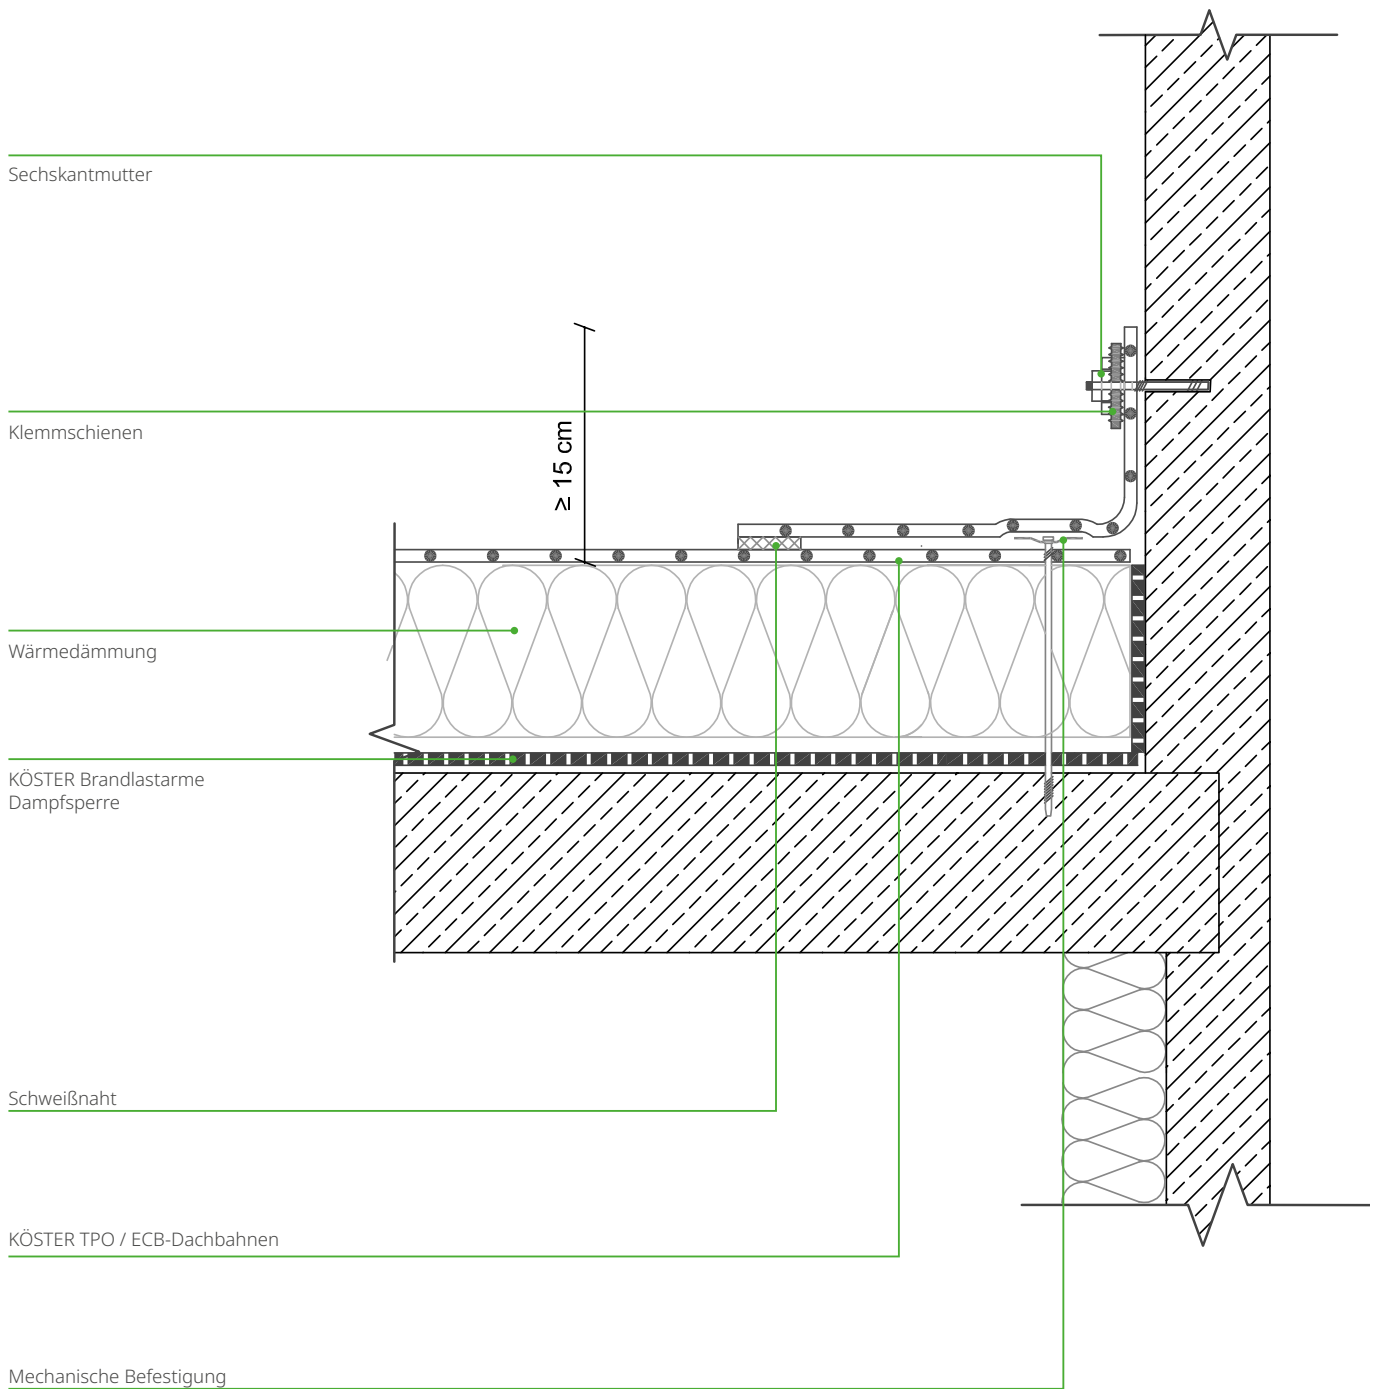 Sechskantmutter
Klemmschienen
≥ 15 cm
Wärmedämmung
KÖSTER Brandlastarme
Dampfsperre
Schweißnaht
KÖSTER TPO / ECB-Dachbahnen
Mechanische Befestigung